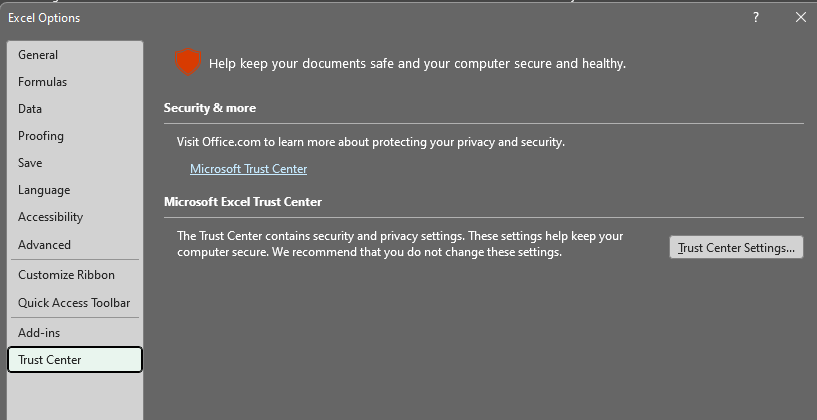 Excel Options
?
General
Formulas
Data
Proofing
Save
Language
Accessibility
Advanced
Customize Ribbon
Quick Access Toolbar
Add-ins
Trust Center
Help keep your documents safe and your computer secure and healthy.
Security & more
Visit Office.com to learn more about protecting your privacy and security.
Microsoft Trust Center
Microsoft Excel Trust Center
The Trust Center contains security and privacy settings. These settings help keep your
computer secure. We recommend that you do not change these settings.
Trust Center Settings...